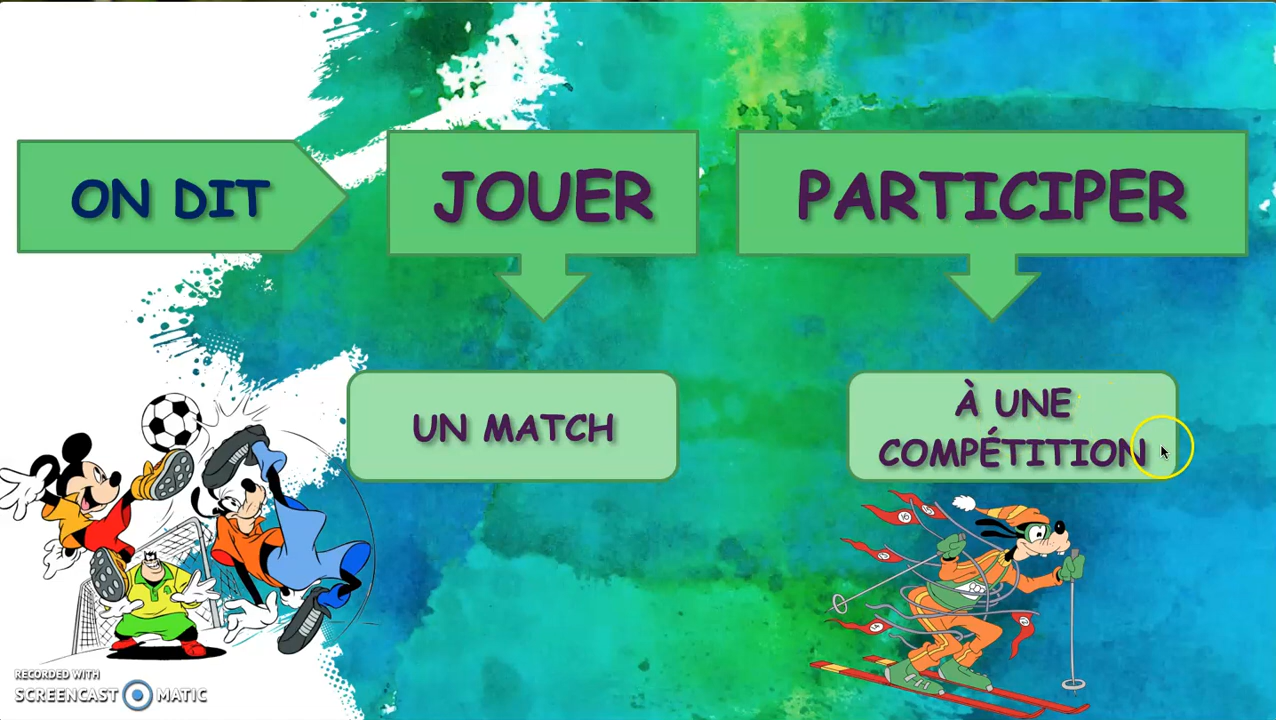 ON DIT
JOUER
PARTICIPER
UN MATCH
À UNE
COMPÉTITION
RECORDED WITH
SCREENCAST MATIC